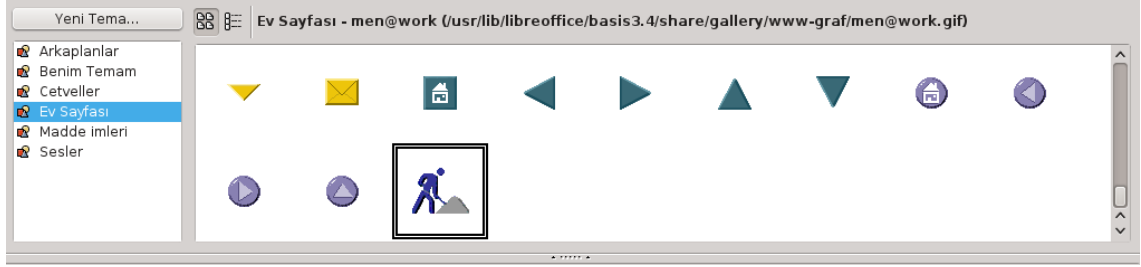 Yeni Tema...
Ev Sayfası - men@work (/usr/lib/libreoffice/basis3.4/share/gallery/www-graf/men@work.gif)
Arkaplanlar
Benim Temam
Cetveller
Ev Sayfası
Madde imleri
Sesler